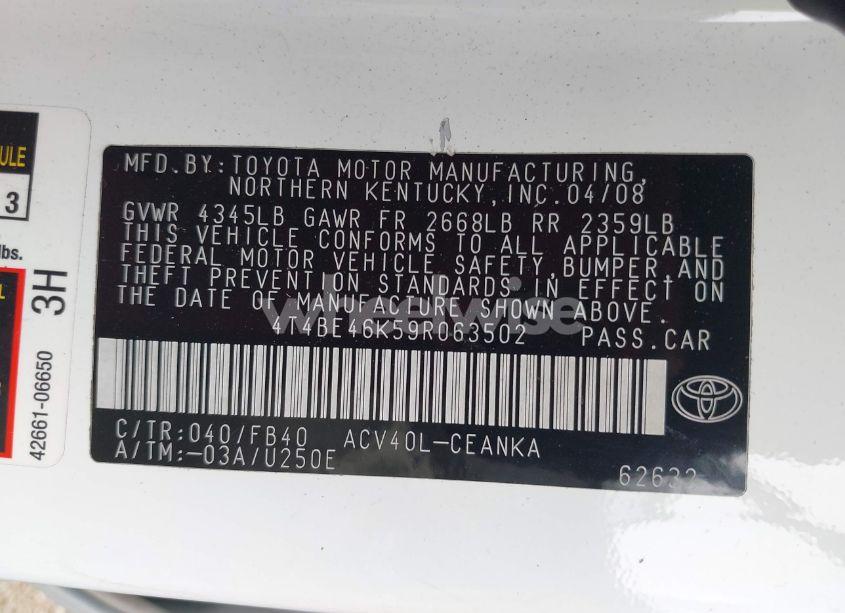 ULE
3
lbs.
L
3H
42661-06650
MFD.BY:TOYOTA MOTOR MANUFACTURING,
NORTHERN KENTUCKY,INC.04/08
GVWR 4345LB GAWR FR 2668LB RR 2359LB
THIS VEHICLE CONFORMS TO ALL APPLICABLE
FEDERAL MOTOR VEHICLE SAFETY,BUMPER,AND
THEFT PREVENTION STANDARDS IN EFFECT ON
THE DATE OF MANUFACTURE SHOWN ABOVE.
wheelwise
4T4BE46K59R063502 PASS.CAR
C/TR:040/FB40 ACV40L-CEANKA
A/TM:-03A/U250E
62632